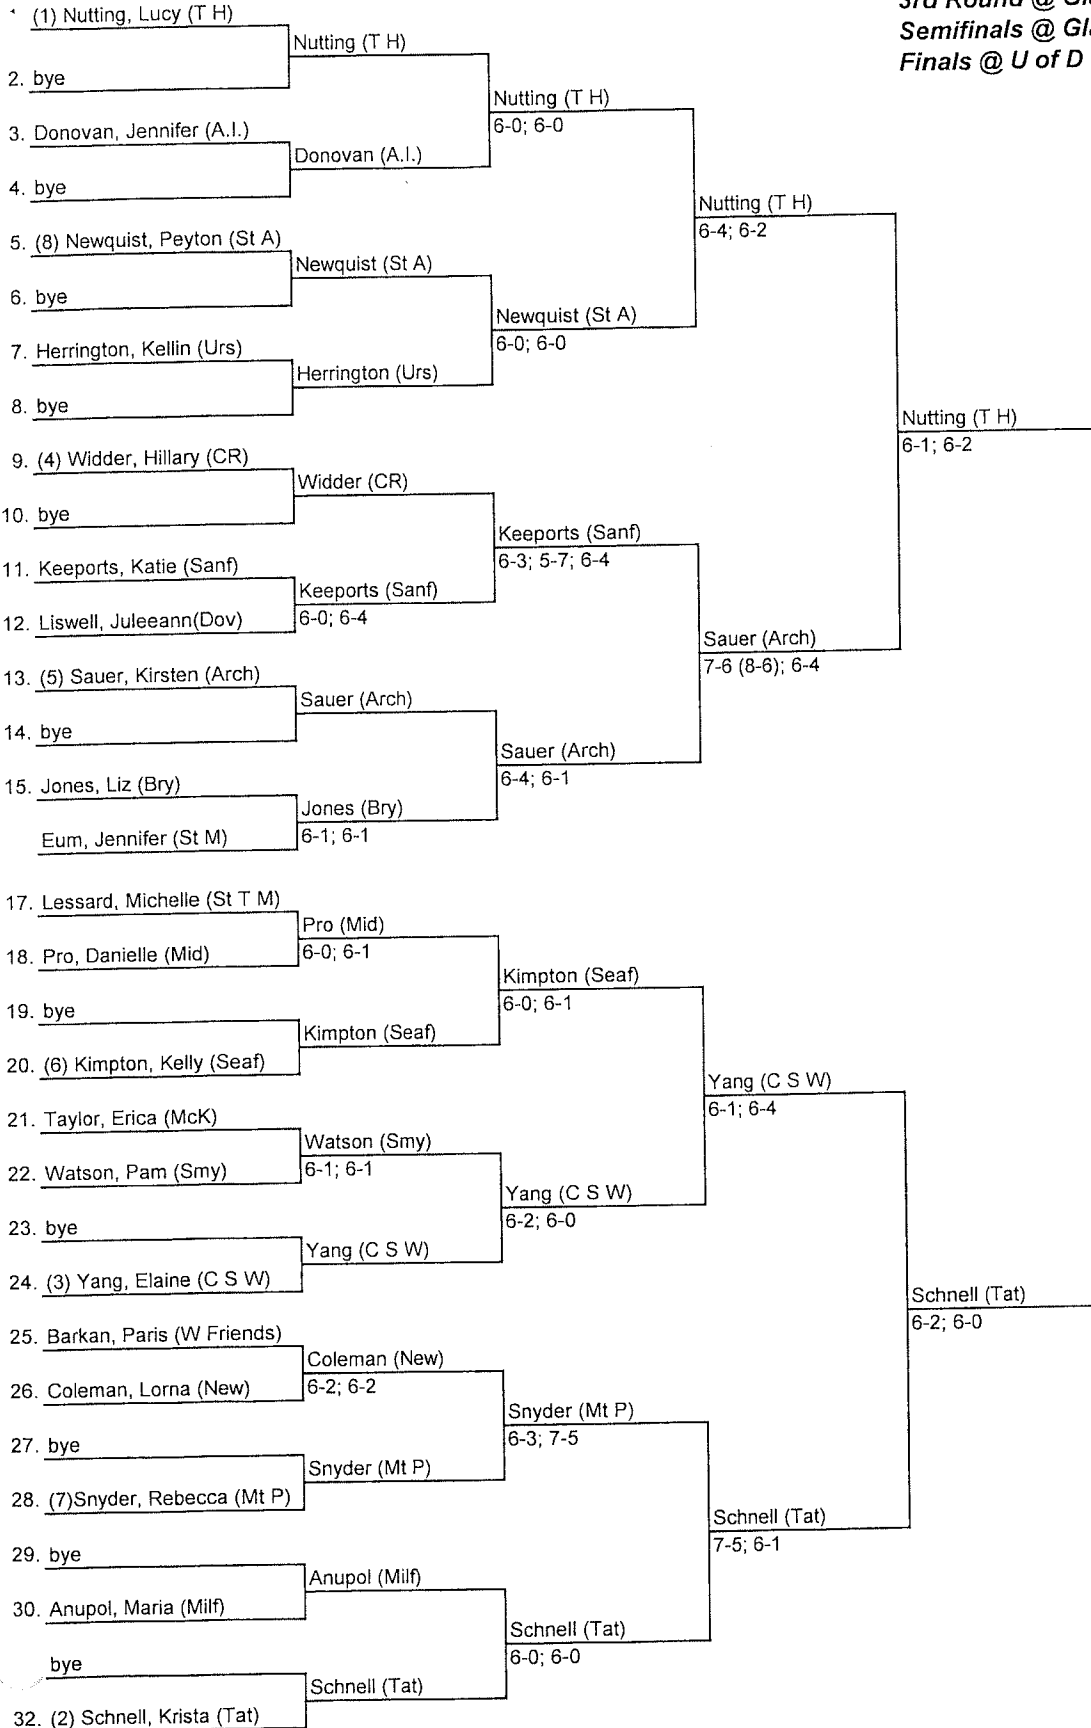 3rd Round @ Gla
Semifinals @ Gla
Finals @ U of D
(1) Nutting, Lucy (T H)
2. bye
3. Donovan, Jennifer (A.I.)
4. bye
5. (8) Newquist, Peyton (St A)
6. bye
7. Herrington, Kellin (Urs)
8. bye
9. (4) Widder, Hillary (CR)
10. bye
11. Keeports, Katie (Sanf)
12. Liswell, Juleeann(Dov)
13. (5) Sauer, Kirsten (Arch)
14. bye
15. Jones, Liz (Bry)
Eum, Jennifer (St M)
17. Lessard, Michelle (St T M)
18. Pro, Danielle (Mid)
19. bye
20. (6) Kimpton, Kelly (Seaf)
21. Taylor, Erica (McK)
22. Watson, Pam (Smy)
23. bye
24. (3) Yang, Elaine (C S W)
25. Barkan, Paris (W Friends)
26. Coleman, Lorna (New)
27. bye
28. (7)Snyder, Rebecca (Mt P)
29. bye
30. Anupol, Maria (Milf)
bye
32. (2) Schnell, Krista (Tat)
Nutting (T H)
Donovan (A.I.)
Newquist (St A)
Herrington (Urs)
Widder (CR)
Keeports (Sanf)
6-0; 6-4
Sauer (Arch)
Jones (Bry)
6-1; 6-1
Pro (Mid)
6-0; 6-1
Kimpton (Seaf)
Watson (Smy)
6-1; 6-1
Yang (C S W)
Coleman (New)
6-2; 6-2
Snyder (Mt P)
Anupol (Milf)
Schnell (Tat)
Nutting (T H)
6-0; 6-0
Newquist (St A)
6-0; 6-0
Keeports (Sanf)
6-3; 5-7; 6-4
Sauer (Arch)
6-4; 6-1
Kimpton (Seaf)
6-0; 6-1
Yang (C S W)
6-2; 6-0
Snyder (Mt P)
6-3; 7-5
Schnell (Tat)
6-0; 6-0
Nutting (T H)
6-4; 6-2
Sauer (Arch)
7-6 (8-6); 6-4
Yang (C S W)
6-1; 6-4
Schnell (Tat)
7-5; 6-1
Nutting (T H)
6-1; 6-2
Schnell (Tat)
6-2; 6-0